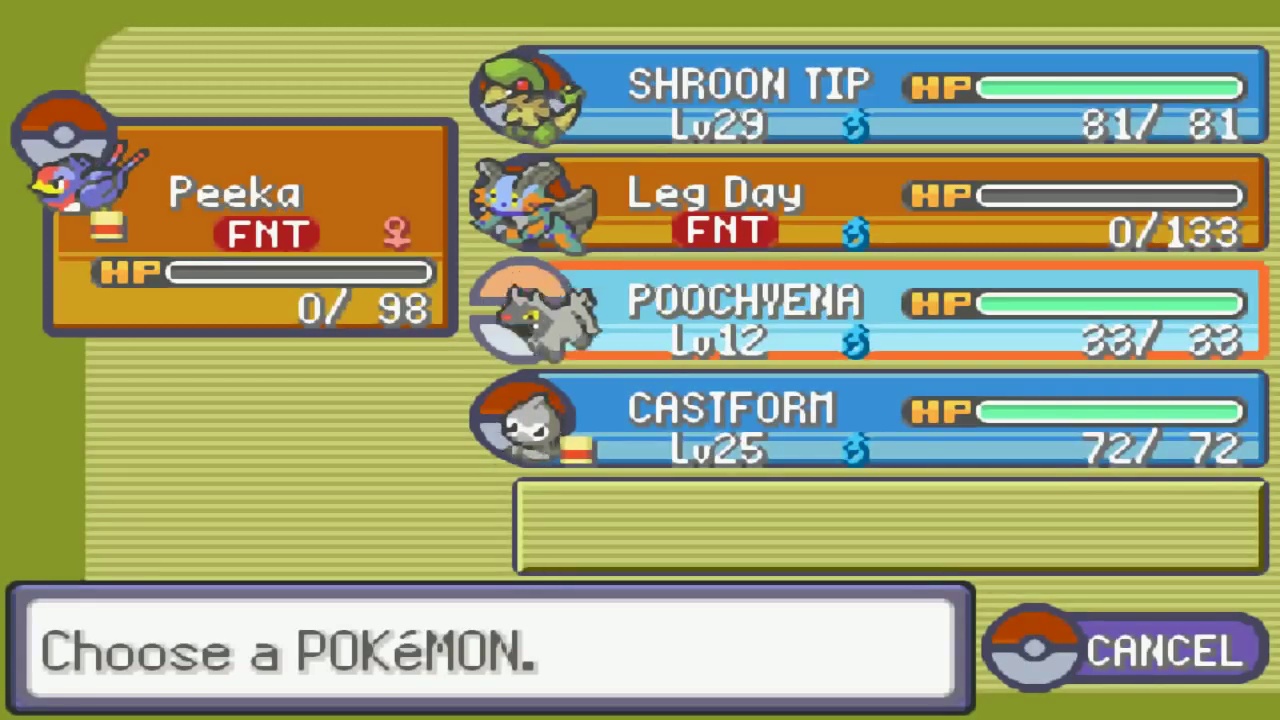 Peeka
FNT ♀
HP
0/ 98
SHROON TIP HP
Lv29 ♂ 81/ 81
Leg Day HP
FNT ♂ 0/133
POOCHYENA HP
Lv12 ♂ 33/ 33
CASTFORM HP
Lv25 ♂ 72/ 72
Choose a POKéMON.
CANCEL